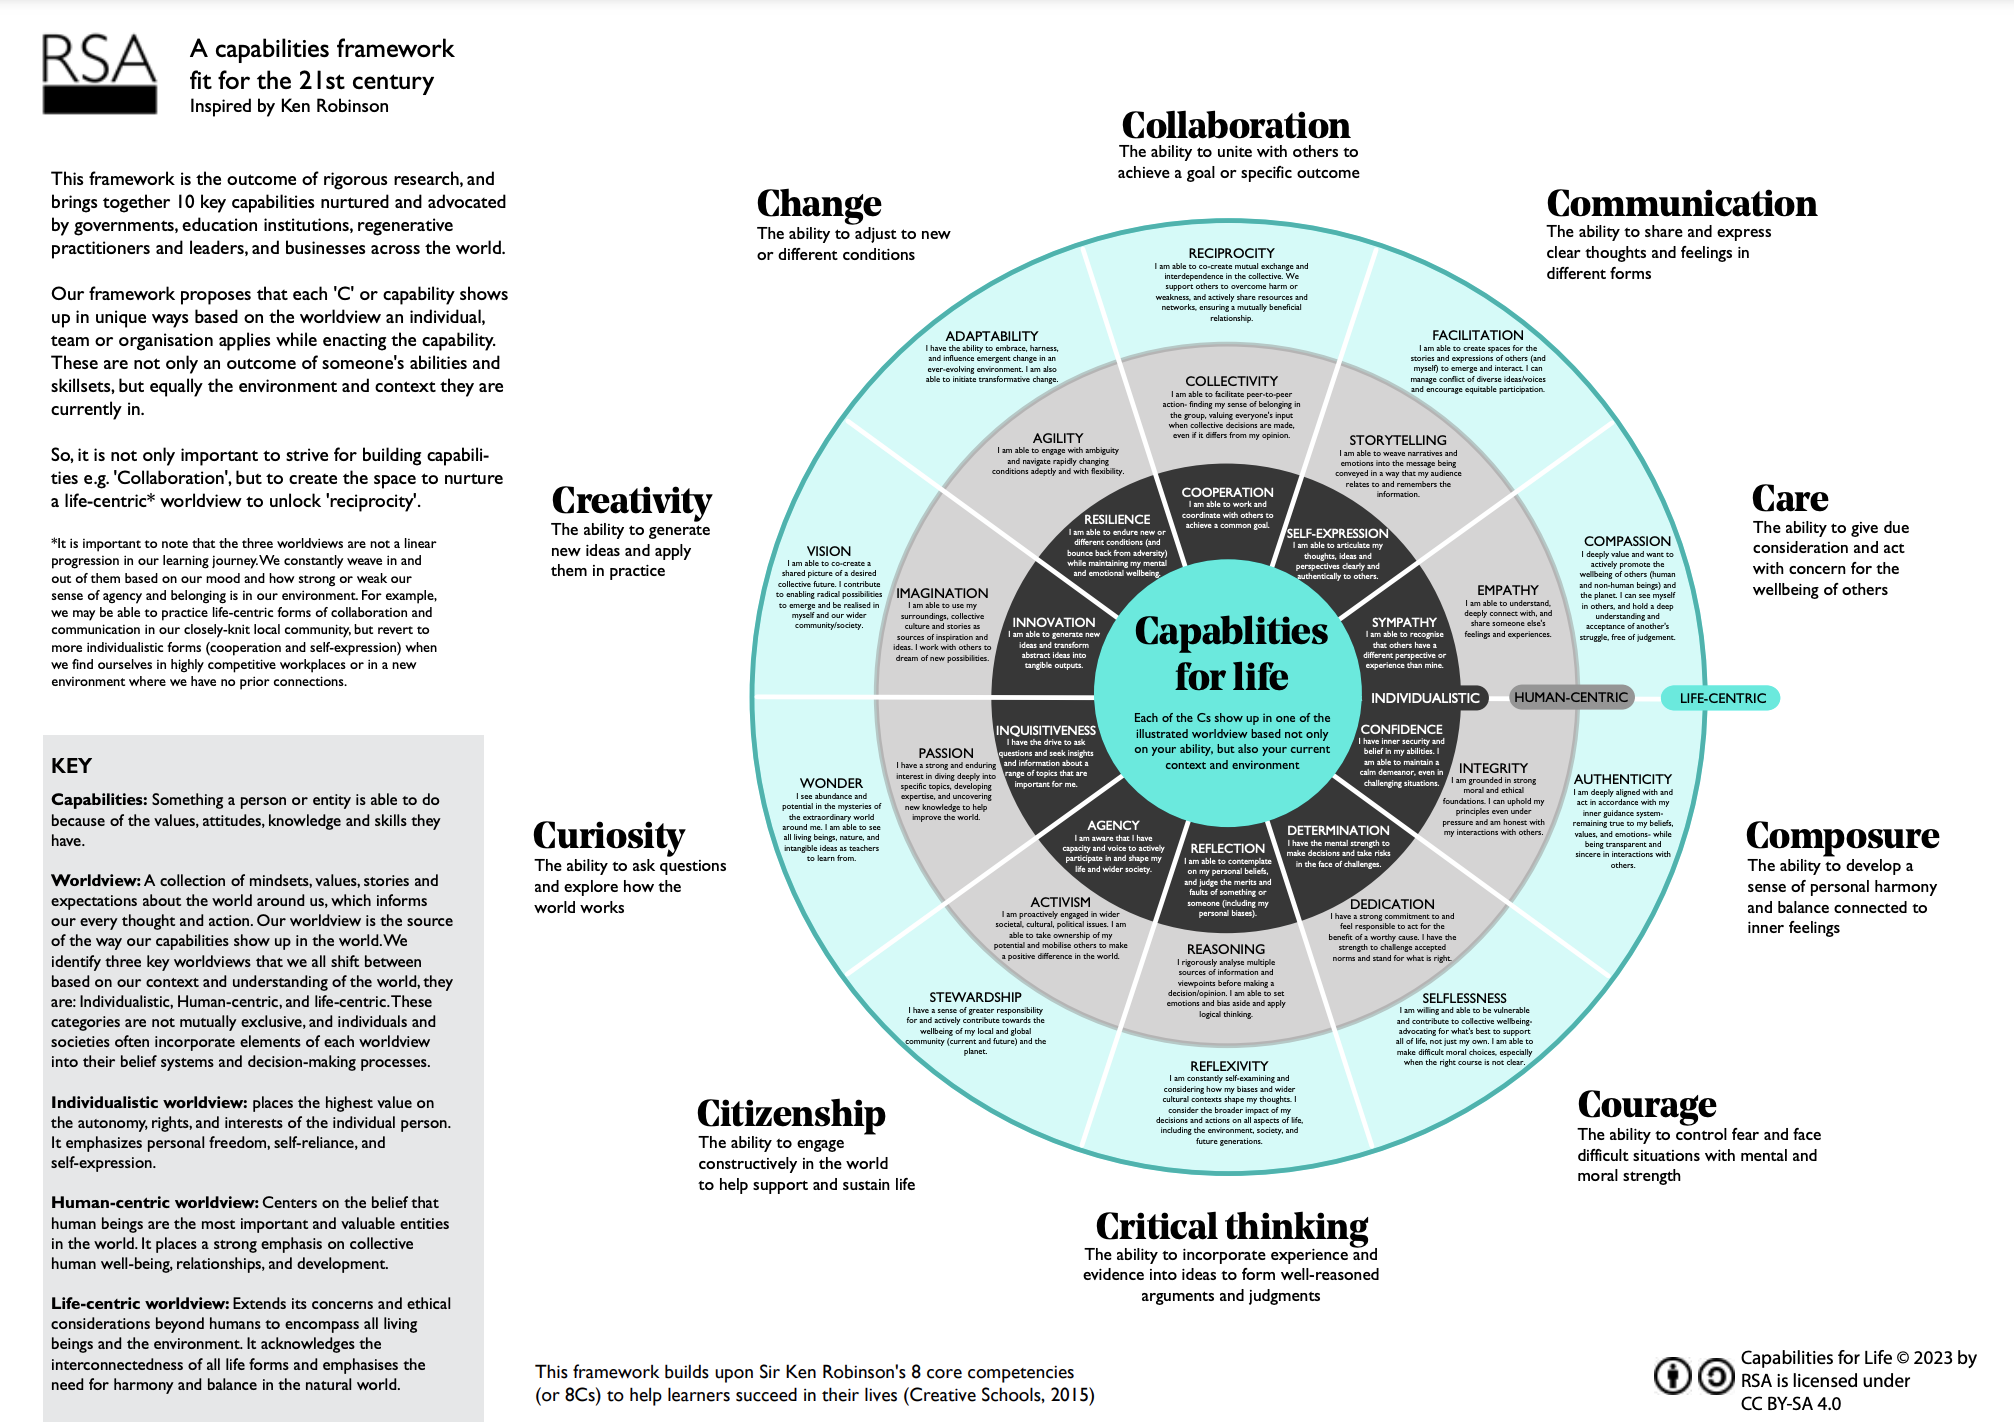 RSA
A capabilities framework
fit for the 21st century
Inspired by Ken Robinson
This framework is the outcome of rigorous research, and
brings together 10 key capabilities nurtured and advocated
by governments, education institutions, regenerative
practitioners and leaders, and businesses across the world.
Our framework proposes that each 'C' or capability shows
up in unique ways based on the worldview an individual,
team or organisation applies while enacting the capability.
These are not only an outcome of someone's abilities and
skillsets, but equally the environment and context they are
currently in.
So, it is not only important to strive for building capabili-
ties e.g. 'Collaboration', but to create the space to nurture
a life-centric* worldview to unlock 'reciprocity'.
*It is important to note that the three worldviews are not a linear
progression in our learning journey. We constantly weave in and
out of them based on our mood and how strong or weak our
sense of agency and belonging is in our environment. For example,
we may be able to practice life-centric forms of collaboration and
communication in our closely-knit local community, but revert to
more individualistic forms (cooperation and self-expression) when
we find ourselves in highly competitive workplaces or in a new
environment where we have no prior connections.
KEY
Capabilities: Something a person or entity is able to do
because of the values, attitudes, knowledge and skills they
have.
Worldview: A collection of mindsets, values, stories and
expectations about the world around us, which informs
our every thought and action. Our worldview is the source
of the way our capabilities show up in the world. We
identify three key worldviews that we all shift between
based on our context and understanding of the world, they
are: Individualistic, Human-centric, and life-centric. These
categories are not mutually exclusive, and individuals and
societies often incorporate elements of each worldview
into their belief systems and decision-making processes.
Individualistic worldview: places the highest value on
the autonomy, rights, and interests of the individual person.
It emphasizes personal freedom, self-reliance, and
self-expression.
Human-centric worldview: Centers on the belief that
human beings are the most important and valuable entities
in the world. It places a strong emphasis on collective
human well-being, relationships, and development.
Life-centric worldview: Extends its concerns and ethical
considerations beyond humans to encompass all living
beings and the environment. It acknowledges the
interconnectedness of all life forms and emphasises the
need for harmony and balance in the natural world.
Collaboration
The ability to unite with others to
achieve a goal or specific outcome
RECIPROCITY
I am able to co-create mutual exchange and
interdependence in the collective. We
support others to overcome harm or
weakness, and actively share resources and
networks, ensuring a mutually beneficial
relationship.
COLLECTIVITY
I am able to facilitate peer-to-peer
action- finding my sense of belonging in
the group, valuing everyone's input
when collective decisions are made,
even if it differs from my opinion.
COOPERATION
I am able to work and
coordinate with others to
achieve a common goal.
Communication
The ability to share and express
clear thoughts and feelings in
different forms
FACILITATION
I am able to create spaces for the
stories and expressions of others (and
myself) to emerge and interact. I can
manage conflict of diverse ideas/voices
and encourage equitable participation.
STORYTELLING
I am able to weave narratives and
emotions into the message being
conveyed in a way that my audience
relates to and remembers the
information.
SELF-EXPRESSION
I am able to articulate my
thoughts, ideas and
perspectives clearly and
authentically to others.
Care
The ability to give due
consideration and act
with concern for the
wellbeing of others
COMPASSION
I deeply value and want to
actively promote the
wellbeing of others (human
and non-human beings) and
the planet. I can see myself
in others, and hold a deep
understanding and
acceptance of another's
struggle, free of judgement.
EMPATHY
I am able to understand,
deeply connect with, and
share someone else's
feelings and experiences.
SYMPATHY
I am able to recognise
that others have a
different perspective or
experience than mine.
INDIVIDUALISTIC
HUMAN-CENTRIC
LIFE-CENTRIC
Composure
The ability to develop a
sense of personal harmony
and balance connected to
inner feelings
AUTHENTICITY
I am deeply aligned with and
act in accordance with my
inner guidance system-
remaining true to my beliefs,
values, and emotions- while
being transparent and
sincere in interactions with
others.
INTEGRITY
I am grounded in strong
moral and ethical
foundations. I can uphold my
principles even under
pressure and am honest with
my interactions with others.
CONFIDENCE
I have inner security and
belief in my abilities. I
am able to maintain a
calm demeanor, even in
challenging situations.
Courage
The ability to control fear and face
difficult situations with mental and
moral strength
SELFLESSNESS
I am willing and able to be vulnerable
and contribute to collective wellbeing-
advocating for what's best to support
all of life, not just my own. I am able to
make difficult moral choices, especially
when the right course is not clear.
DEDICATION
I have a strong commitment to and
feel responsible to act for the
benefit of a worthy cause. I have the
strength to challenge accepted
norms and stand for what is right.
DETERMINATION
I have the mental strength to
make decisions and take risks
in the face of challenges.
Critical thinking
The ability to incorporate experience and
evidence into ideas to form well-reasoned
arguments and judgments
REFLEXIVITY
I am constantly self-examining and
considering how my biases and wider
cultural contexts shape my thoughts. I
consider the broader impact of my
decisions and actions on all aspects of life,
including the environment, society, and
future generations.
REASONING
I rigorously analyse multiple
sources of information and
viewpoints before making a
decision/opinion. I am able to set
emotions and bias aside and apply
logical thinking.
REFLECTION
I am able to contemplate
on my personal beliefs,
and judge the merits and
faults of something or
someone (including my
personal biases).
Citizenship
The ability to engage
constructively in the world
to help support and sustain life
STEWARDSHIP
I have a sense of greater responsibility
for and actively contribute towards the
wellbeing of my local and global
community (current and future) and the
planet.
ACTIVISM
I am proactively engaged in wider
societal, cultural, political issues. I am
able to take ownership of my
potential and mobilise others to make
a positive difference in the world.
AGENCY
I am aware that I have
capacity and voice to actively
participate in and shape my
life and wider society.
Curiosity
The ability to ask questions
and explore how the
world works
WONDER
I see abundance and
potential in the mysteries of
the extraordinary world
around me. I am able to see
all living beings, nature, and
intangible ideas as teachers
to learn from.
PASSION
I have a strong and enduring
interest in diving deeply into
specific topics, developing
expertise, and uncovering
new knowledge to help
improve the world.
INQUISITIVENESS
I have the drive to ask
questions and seek insights
and information about a
range of topics that are
important for me.
Creativity
The ability to generate
new ideas and apply
them in practice
VISION
I am able to co-create a
shared picture of a desired
collective future. I contribute
to enabling radical possibilities
to emerge and be realised in
myself and our wider
community/society.
IMAGINATION
I am able to use my
surroundings, collective
culture and stories as
sources of inspiration and
ideas. I work with others to
dream of new possibilities.
INNOVATION
I am able to generate new
ideas and transform
abstract ideas into
tangible outputs.
Change
The ability to adjust to new
or different conditions
ADAPTABILITY
I have the ability to embrace, harness,
and influence emergent change in an
ever-evolving environment. I am also
able to initiate transformative change.
AGILITY
I am able to engage with ambiguity
and navigate rapidly changing
conditions adeptly and with flexibility.
RESILIENCE
I am able to endure new or
different conditions (and
bounce back from adversity)
while maintaining my mental
and emotional wellbeing.
Capablities
for life
Each of the Cs show up in one of the
illustrated worldview based not only
on your ability, but also your current
context and environment
This framework builds upon Sir Ken Robinson's 8 core competencies
(or 8Cs) to help learners succeed in their lives (Creative Schools, 2015)
Capabilities for Life © 2023 by
RSA is licensed under
CC BY-SA 4.0